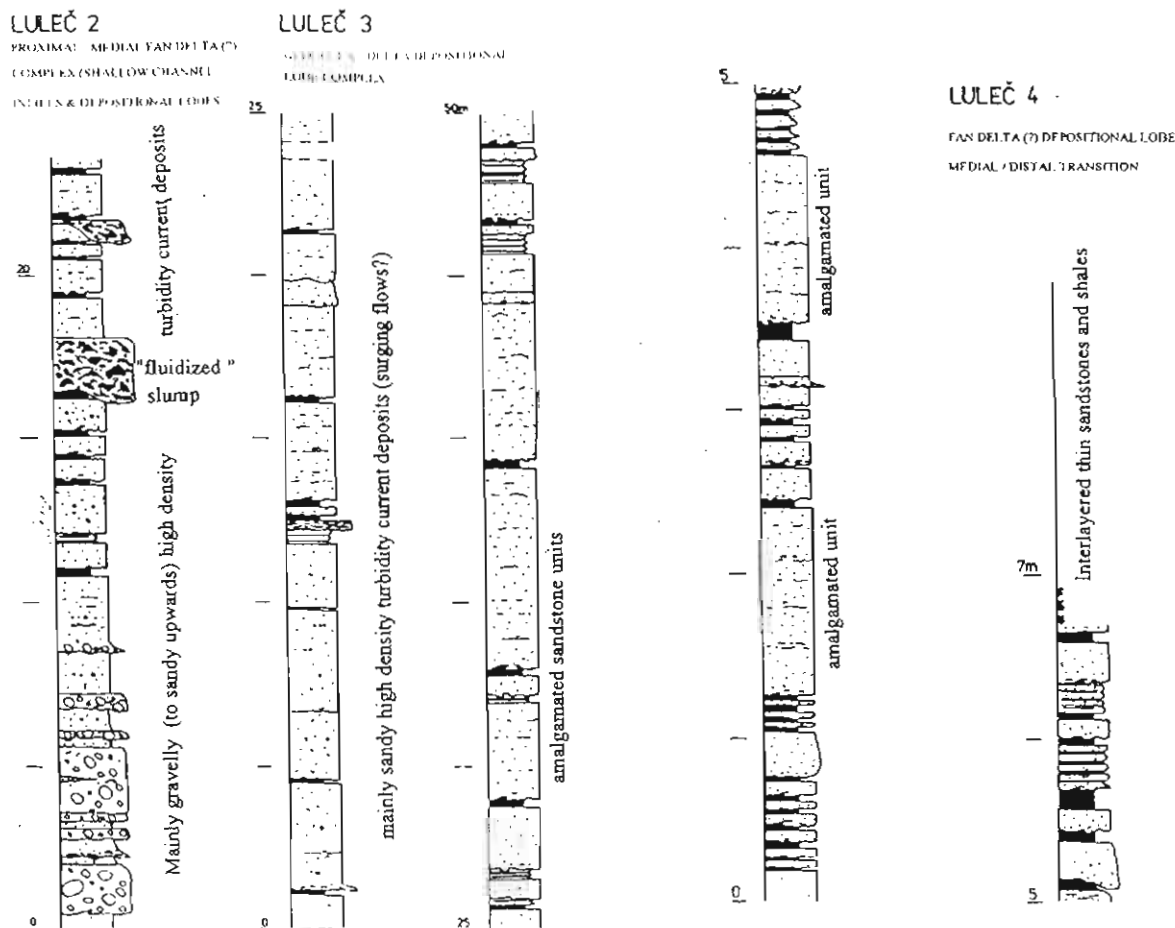 LULEČ 2
PROXIMAL - MEDIAL FAN DELTA (?)
COMPLEX (SHALLOW CHANNEL
& DEPOSITIONAL LOBES
turbidity current deposits
20
"fluidized"
slump
Mainly gravelly (to sandy upwards) high density
0
LULEČ 3
DELTA DEPOSITIONAL
LOBE COMPLEX
25
mainly sandy high density turbidity current deposits (surging flows?)
0
50m
amalgamated sandstone units
25
5
amalgamated unit
amalgamated unit
0
LULEČ 4
FAN DELTA (?) DEPOSITIONAL LOBE
MEDIAL / DISTAL TRANSITION
Interlayered thin sandstones and shales
7m
5